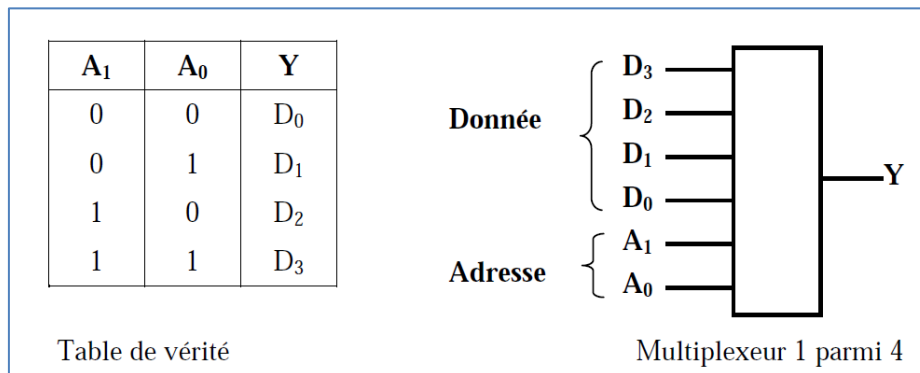 A₁ A₀ Y
0 0 D₀
0 1 D₁
1 0 D₂
1 1 D₃
Table de vérité
Donnée
D₃
D₂
D₁
D₀
Adresse
A₁
A₀
Y
Multiplexeur 1 parmi 4